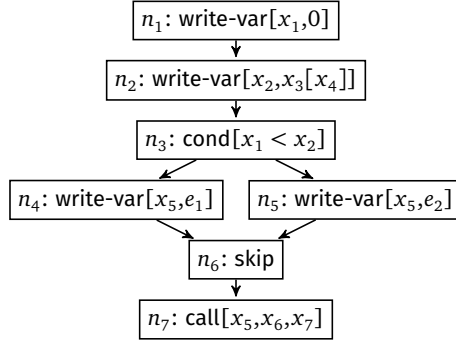 n₁: write-var[x₁,0]
n₂: write-var[x₂,x₃[x₄]]
n₃: cond[x₁ < x₂]
n₄: write-var[x₅,e₁]
n₅: write-var[x₅,e₂]
n₆: skip
n₇: call[x₅,x₆,x₇]